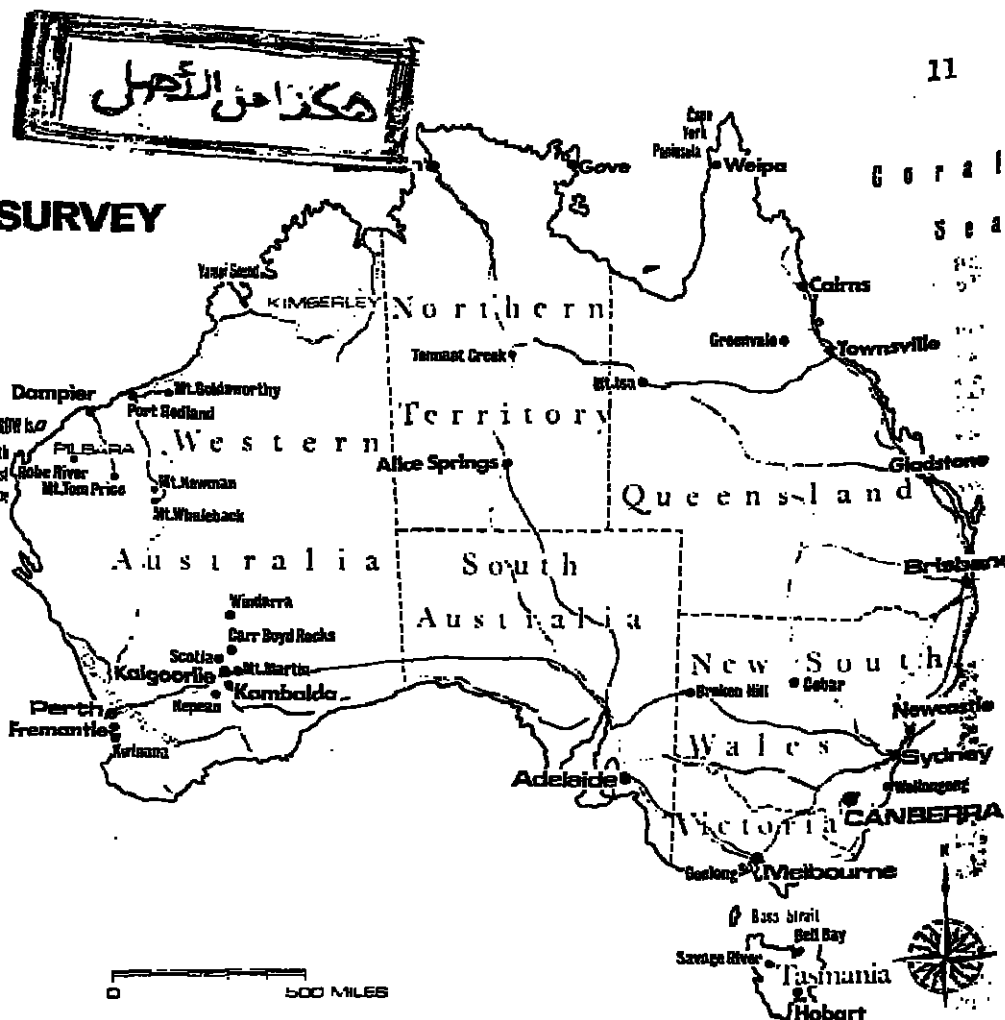 هكذا من الأصل
11
SURVEY
Coral
Sea
Cape
York
Peninsula
Weipa
Gove
Cairns
Greenvale
Townsville
KIMBERLEY
Northern
Territory
Tennant Creek
Mt.Isa
Dampier
Mt.Goldsworthy
Port Hedland
PILBARA
Robe River
Mt.Tom Price
Mt.Newman
Mt.Whaleback
Western
Australia
Alice Springs
Gladstone
Queensland
Brisbane
South
Australia
Windarra
Carr Boyd Rocks
Scotia
Kalgoorlie
Mt.Martin
Kambalda
Nepean
Perth
Fremantle
Kwinana
New South
Wales
Broken Hill
Cobar
Newcastle
Sydney
Wollongong
CANBERRA
Adelaide
Victoria
Geelong
Melbourne
Bass Strait
Bell Bay
Savage River
Tasmania
Hobart
N
0 500 MILES